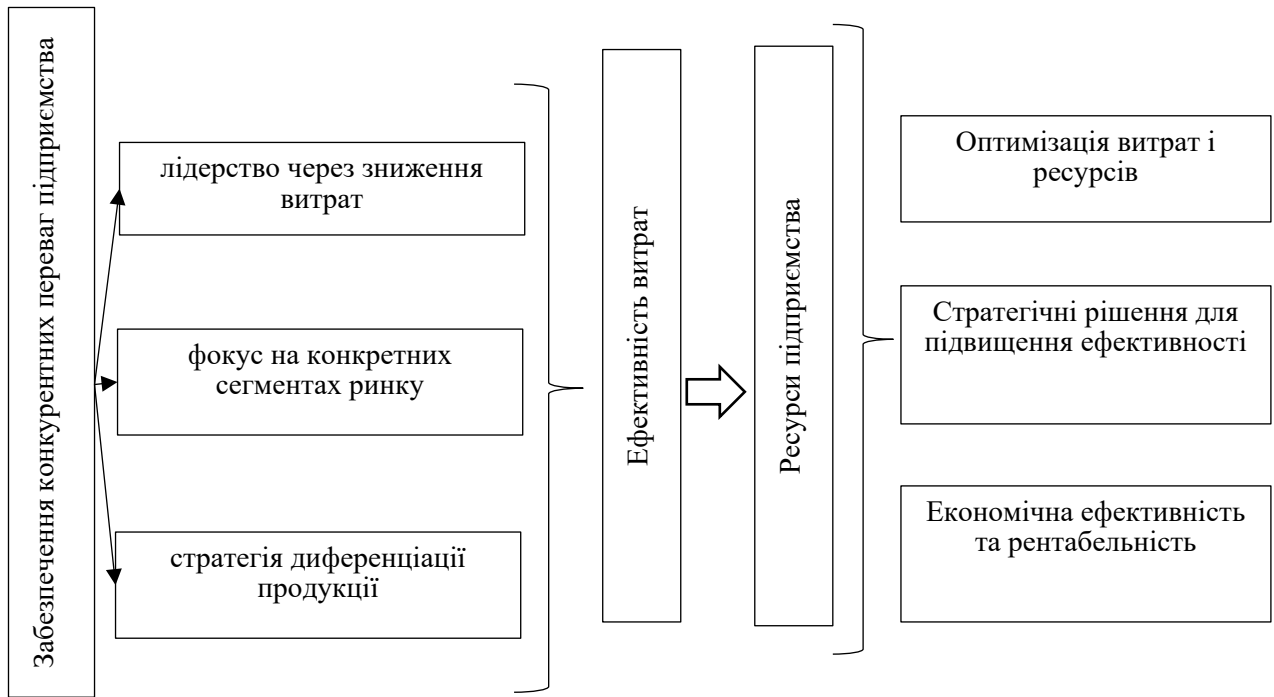 Забезпечення конкурентних переваг підприємства
лідерство через зниження
витрат
фокус на конкретних
сегментах ринку
стратегія диференціації
продукції
Ефективність витрат
Ресурси підприємства
Оптимізація витрат і
ресурсів
Стратегічні рішення для
підвищення ефективності
Економічна ефективність
та рентабельність